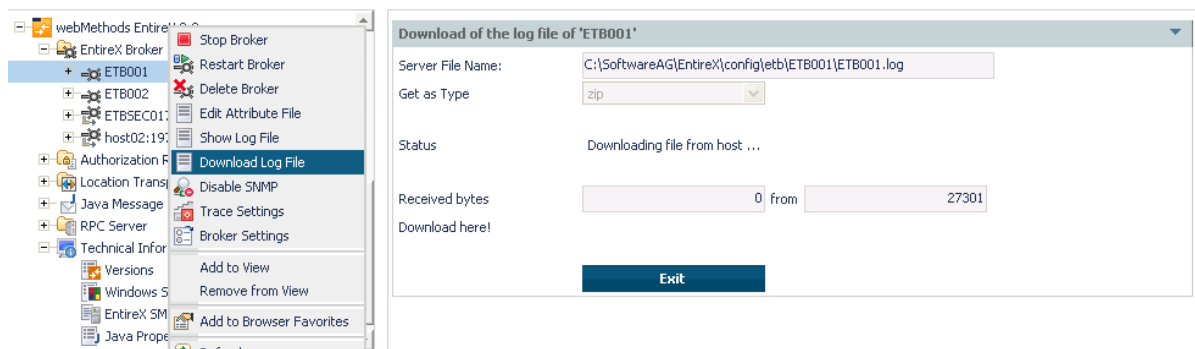 webMethods EntireX
EntireX Broker
ETB001
ETB002
ETBSEC017
host02:197
Authorization R
Location Transp
Java Message
RPC Server
Technical Infor
Versions
Windows S
EntireX SM
Java Prope
Stop Broker
Restart Broker
Delete Broker
Edit Attribute File
Show Log File
Download Log File
Disable SNMP
Trace Settings
Broker Settings
Add to View
Remove from View
Add to Browser Favorites
Download of the log file of 'ETB001'
Server File Name: C:\SoftwareAG\EntireX\config\etb\ETB001\ETB001.log
Get as Type zip
Status Downloading file from host ...
Received bytes 0 from 27301
Download here!
Exit